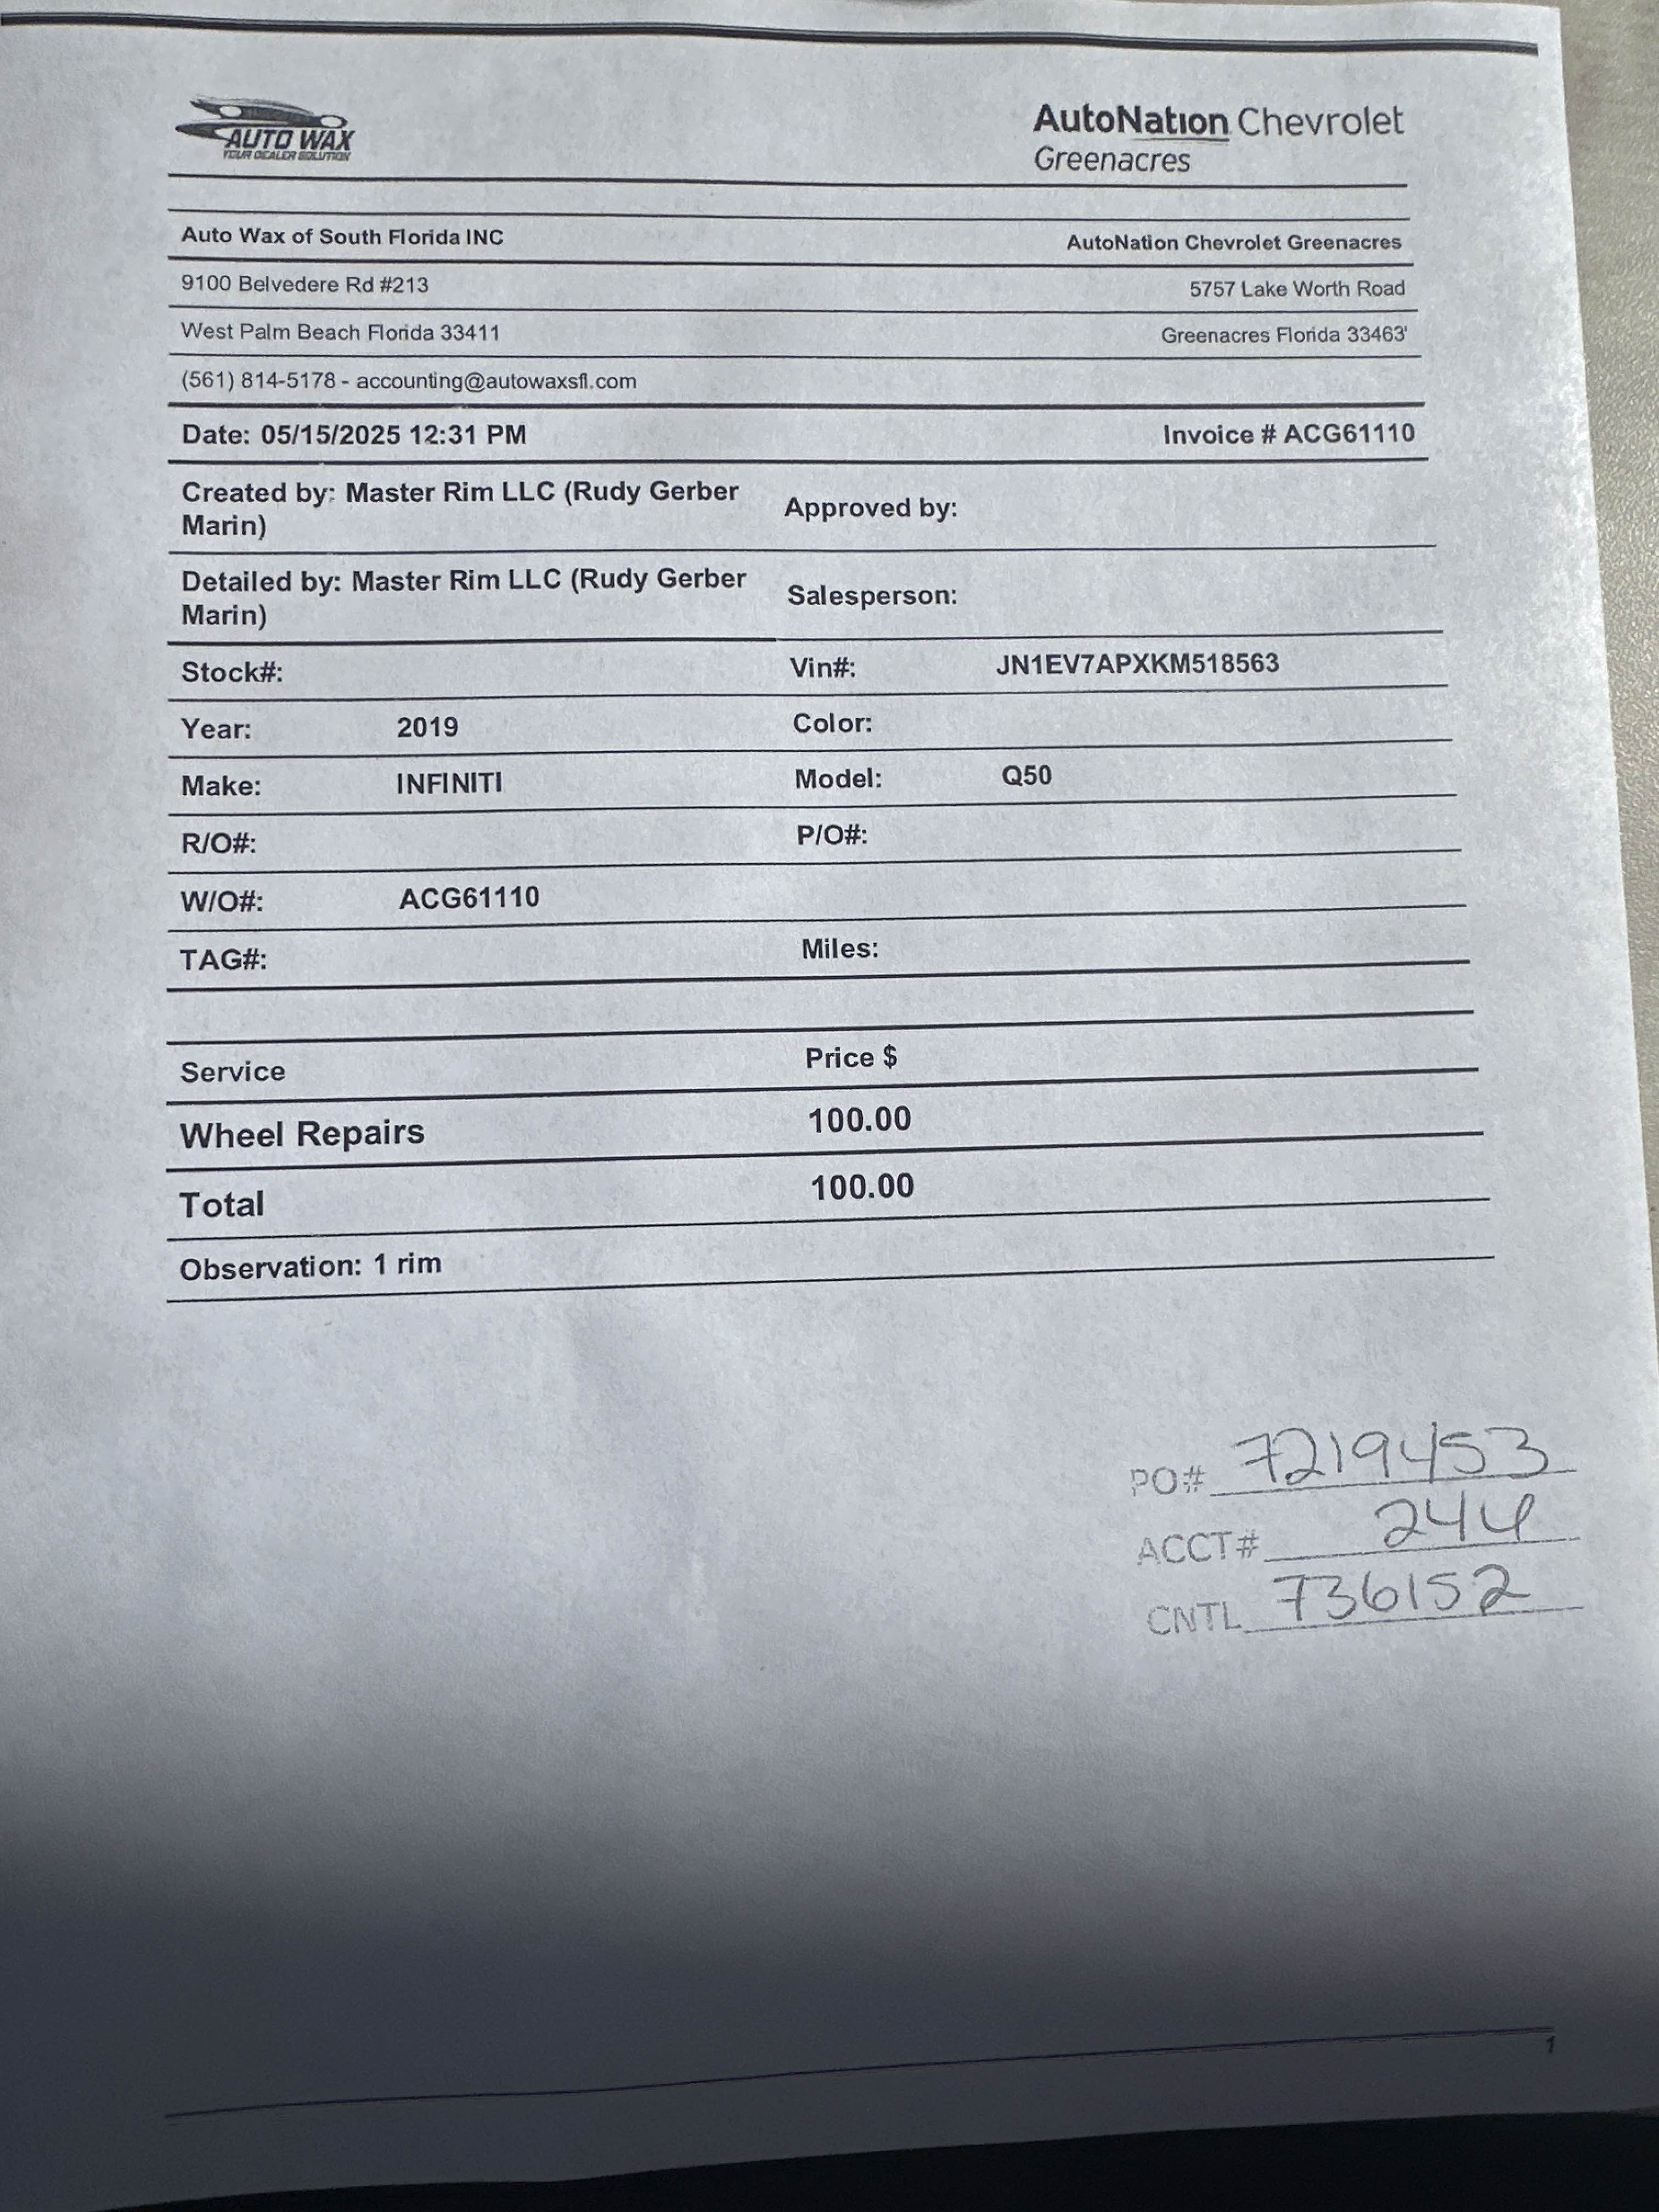 AUTO WAX
YOUR DEALER SOLUTION
AutoNation Chevrolet
Greenacres
Auto Wax of South Florida INC
AutoNation Chevrolet Greenacres
9100 Belvedere Rd #213
5757 Lake Worth Road
West Palm Beach Florida 33411
Greenacres Florida 33463'
(561) 814-5178 - accounting@autowaxsfl.com
Date: 05/15/2025 12:31 PM
Invoice # ACG61110
Created by: Master Rim LLC (Rudy Gerber
Marin)
Approved by:
Detailed by: Master Rim LLC (Rudy Gerber
Marin)
Salesperson:
Stock#:
Vin#: JN1EV7APXKM518563
Year: 2019
Color:
Make: INFINITI
Model: Q50
R/O#:
P/O#:
W/O#: ACG61110
TAG#:
Miles:
Service Price $
Wheel Repairs 100.00
Total 100.00
Observation: 1 rim
PO# 7219453
ACCT# 244
CNTL 736152
1